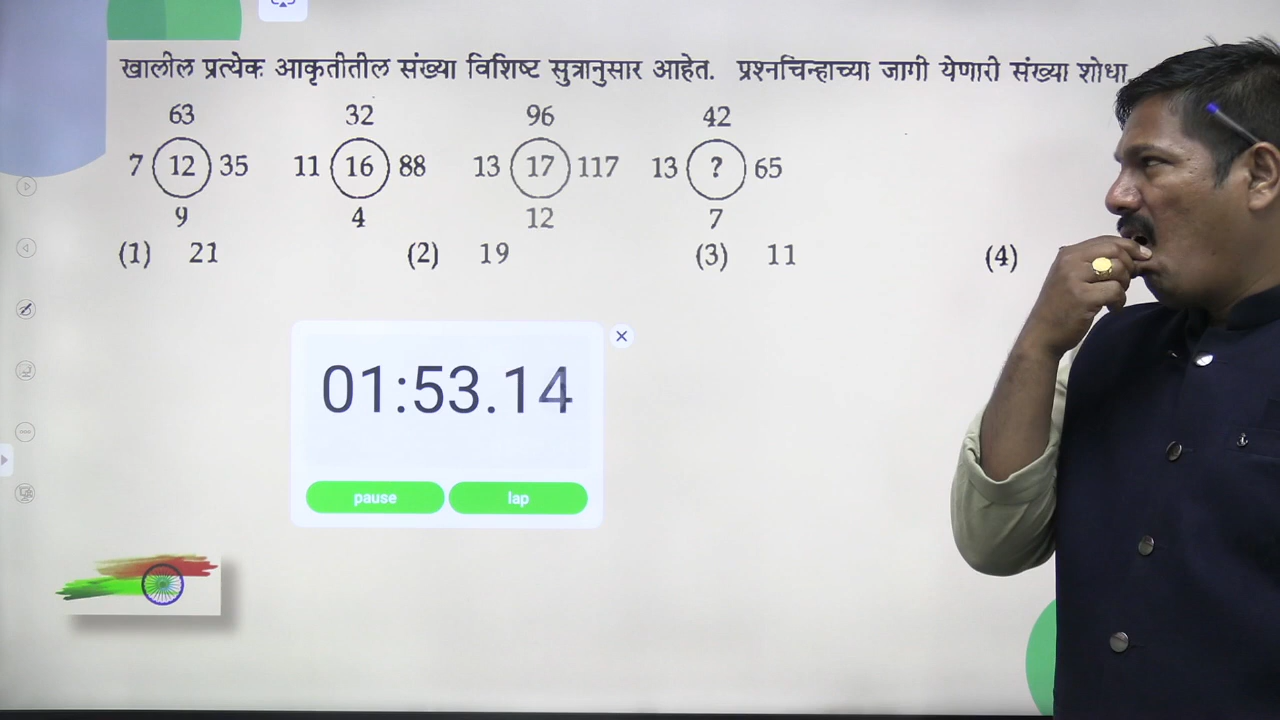 खालील प्रत्येक आकृतीतील संख्या विशिष्ट सुत्रानुसार आहेत. प्रश्नचिन्हाच्या जागी येणारी संख्या शोधा.
63 32 96 42
7 12 35 11 16 88 13 17 117 13 ? 65
9 4 12 7
(1) 21 (2) 19 (3) 11 (4)
01:53.14
pause lap